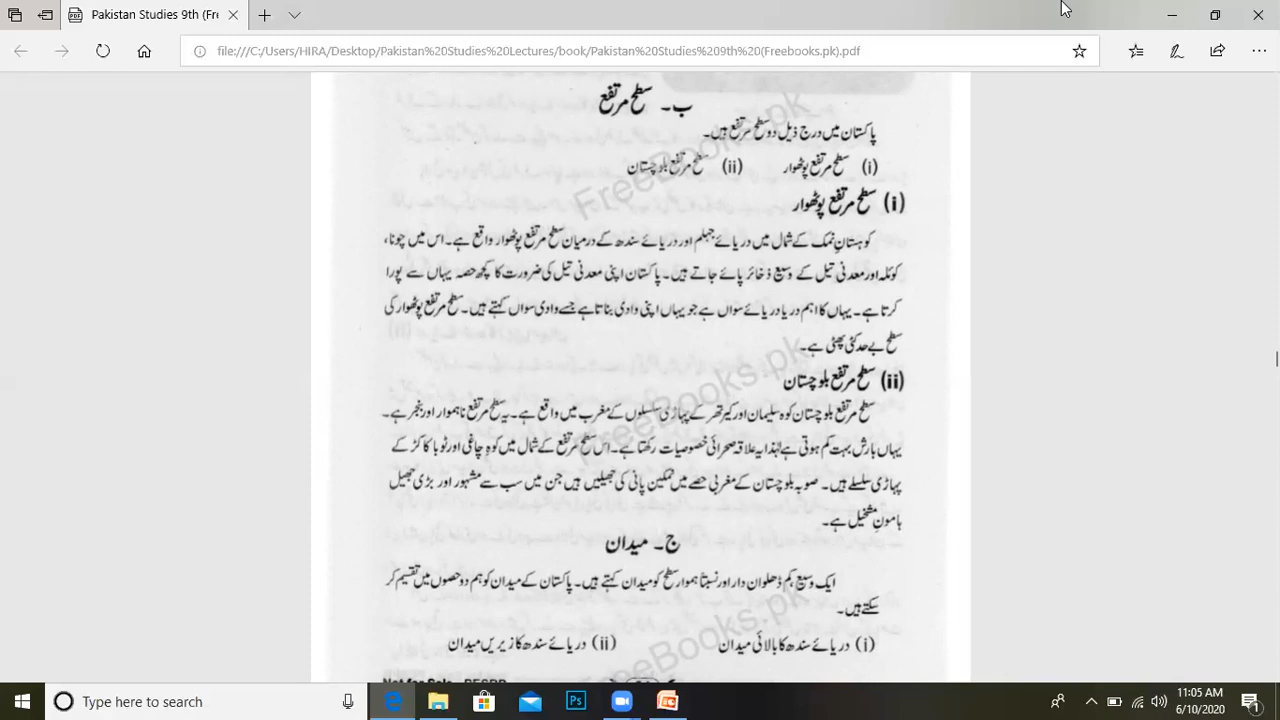 Pakistan Studies 9th (Free
file:///C:/Users/HIRA/Desktop/Pakistan%20Studies%20Lectures/book/Pakistan%20Studies%209th%20(Freebooks.pk).pdf
ب۔ سطح مرتفع
پاکستان میں درج ذیل دو سطح مرتفع ہیں۔
(i) سطح مرتفع پوٹھوار (ii) سطح مرتفع بلوچستان
(i) سطح مرتفع پوٹھوار
کوہستانِ نمک کے شمال میں دریائے جہلم اور دریائے سندھ کے درمیان سطح مرتفع پوٹھوار واقع ہے۔ اس میں چونا،
کوئلہ اور معدنی تیل کے وسیع ذخائر پائے جاتے ہیں۔ پاکستان اپنی معدنی تیل کی ضرورت کا کچھ حصہ یہاں سے پورا
کرتا ہے۔ یہاں کا اہم دریا دریائے سواں ہے جو یہاں اپنی وادی بناتا ہے جسے وادی سواں کہتے ہیں۔ سطح مرتفع پوٹھوار کی
سطح بے حد کٹی پھٹی ہے۔
(ii) سطح مرتفع بلوچستان
سطح مرتفع بلوچستان کوہ سلیمان اور کیرتھر کے پہاڑی سلسلوں کے مغرب میں واقع ہے۔ یہ سطح مرتفع ناہموار اور بنجر ہے۔
یہاں بارش بہت کم ہوتی ہے لہٰذا یہ علاقہ صحرائی خصوصیات رکھتا ہے۔ اس سطح مرتفع کے شمال میں کوہِ چاغی اور ٹوبا کاکڑ کے
پہاڑی سلسلے ہیں۔ صوبہ بلوچستان کے مغربی حصے میں نمکین پانی کی جھیلیں ہیں جن میں سب سے مشہور اور بڑی جھیل
ہامونِ مشخیل ہے۔
ج۔ میدان
ایک وسیع کم ڈھلوان دار اور نسبتاً ہموار سطح کو میدان کہتے ہیں۔ پاکستان کے میدان کو ہم دو حصوں میں تقسیم کر
سکتے ہیں۔
(i) دریائے سندھ کا بالائی میدان (ii) دریائے سندھ کا زیریں میدان
FreeBooks.pk
FreeBooks.pk
FreeBooks.pk
Type here to search
1:05 AM
6/10/2020